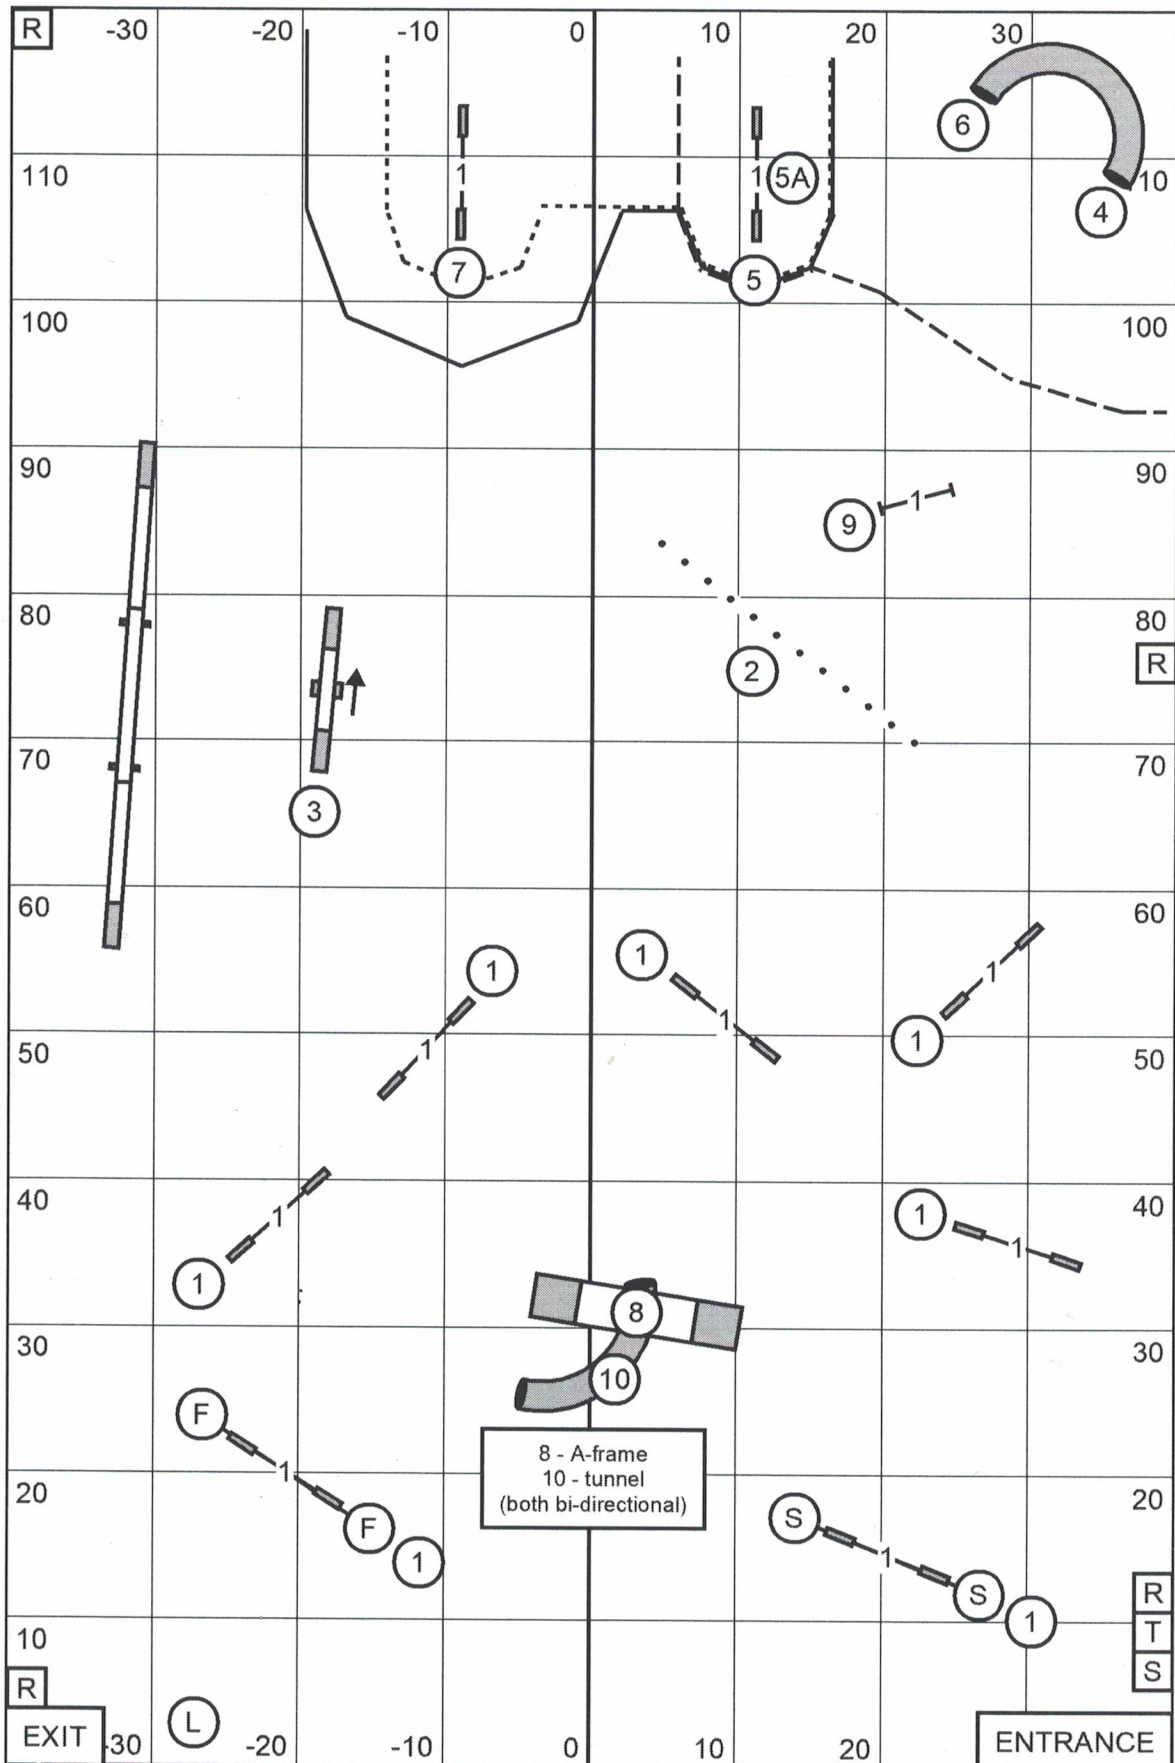 R -30 -20 -10 0 10 20 30
6
110 1 1 5A 10
4
7 5
100 100
90 90
1
9
80 80
2 R
70 70
3
60 60
1 1 1
50 1 1 1 50
40 40
1 1 1
1
8
30 30
10
F
8 - A-frame
10 - tunnel
(both bi-directional)
20 1 20
S
F 1 1
S R
10 1 T
R S
L
EXIT -30 -20 -10 0 20 ENTRANCE